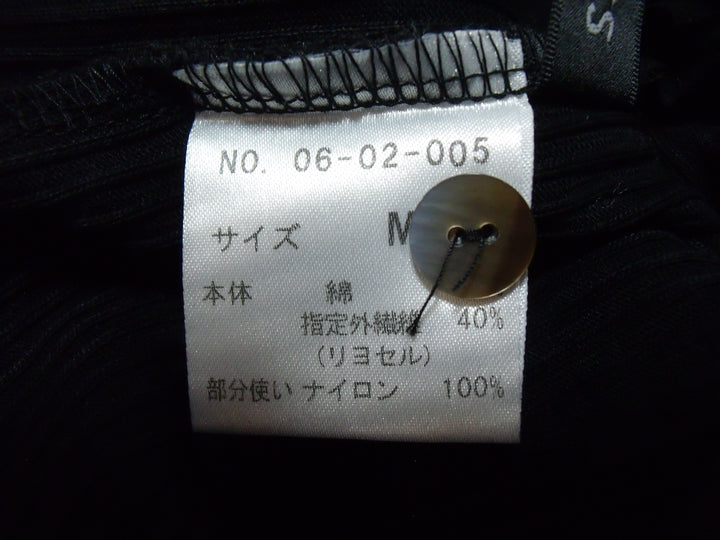 S
NO. 06-02-005
サイズ M
本体 綿
指定外繊維 40%
(リヨセル)
部分使い ナイロン 100%